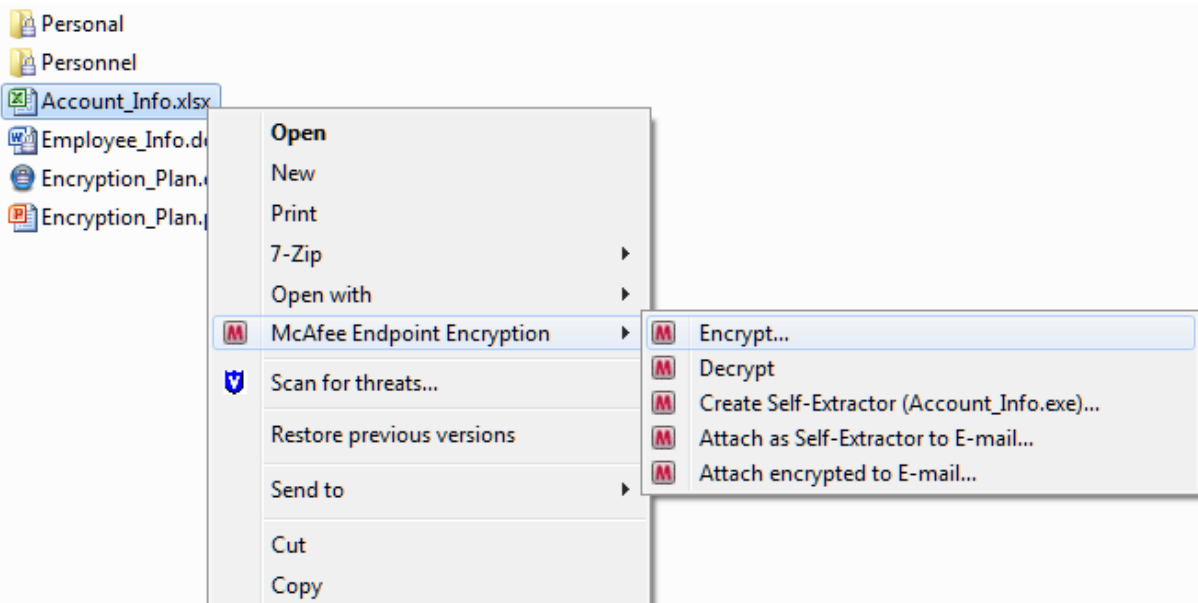 Personal
Personnel
Account_Info.xlsx
Employee_Info.d
Encryption_Plan.
Encryption_Plan.
Open
New
Print
7-Zip
Open with
McAfee Endpoint Encryption
Scan for threats...
Restore previous versions
Send to
Cut
Copy
Encrypt...
Decrypt
Create Self-Extractor (Account_Info.exe)...
Attach as Self-Extractor to E-mail...
Attach encrypted to E-mail...